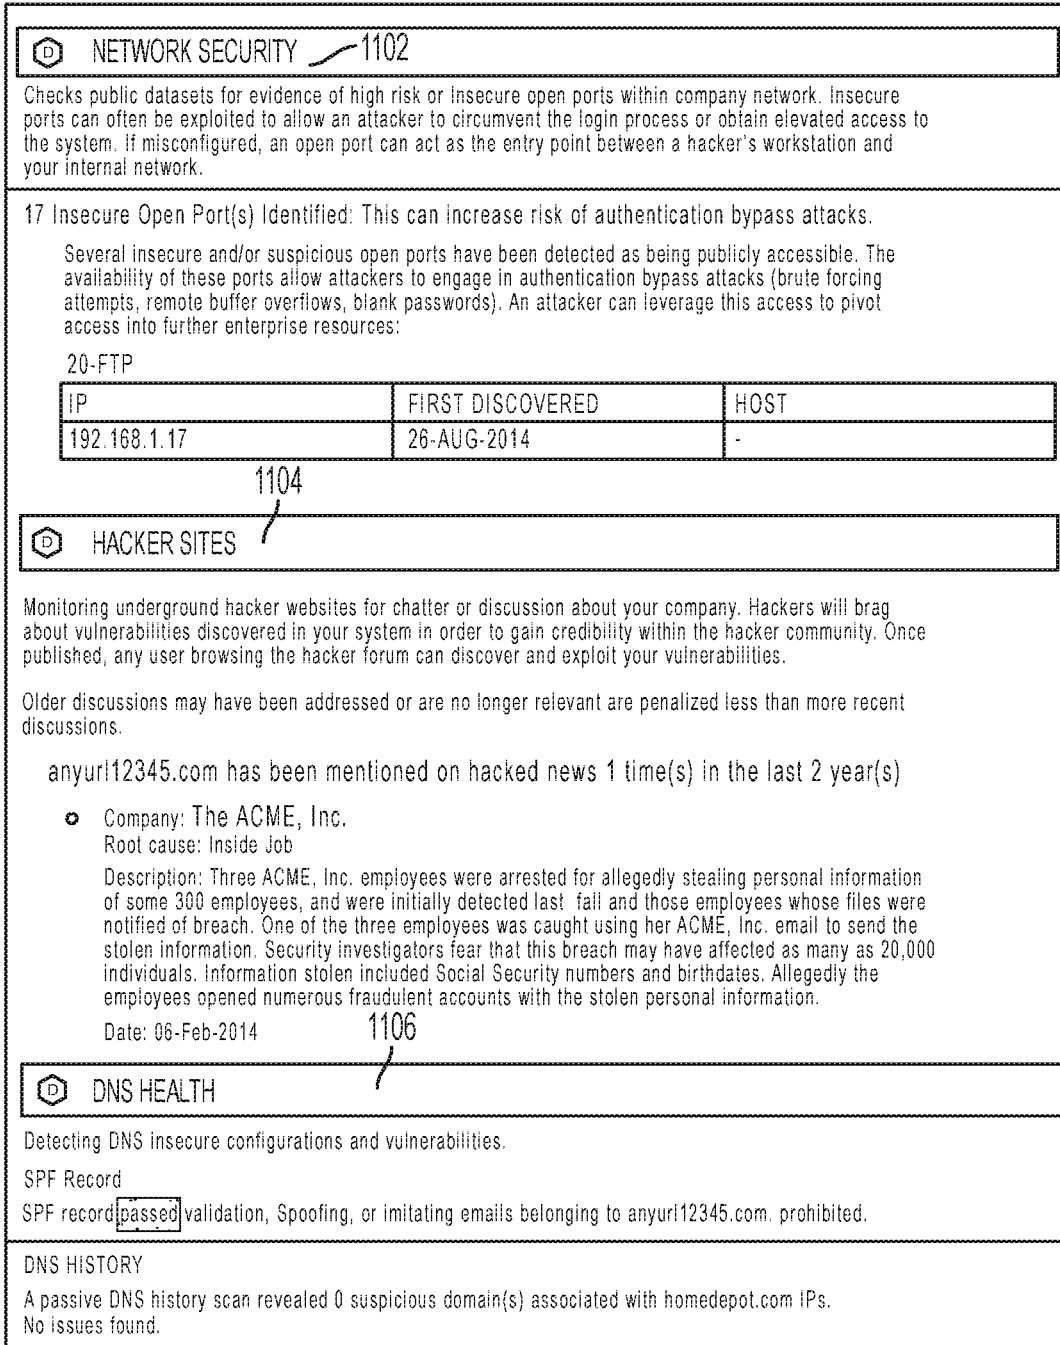 D NETWORK SECURITY 1102
Checks public datasets for evidence of high risk or insecure open ports within company network. Insecure
ports can often be exploited to allow an attacker to circumvent the login process or obtain elevated access to
the system. If misconfigured, an open port can act as the entry point between a hacker's workstation and
your internal network.
17 Insecure Open Port(s) Identified: This can increase risk of authentication bypass attacks.
Several insecure and/or suspicious open ports have been detected as being publicly accessible. The
availability of these ports allow attackers to engage in authentication bypass attacks (brute forcing
attempts, remote buffer overflows, blank passwords). An attacker can leverage this access to pivot
access into further enterprise resources:
20-FTP
IP FIRST DISCOVERED HOST
192.168.1.17 26-AUG-2014 -
1104
D HACKER SITES
Monitoring underground hacker websites for chatter or discussion about your company. Hackers will brag
about vulnerabilities discovered in your system in order to gain credibility within the hacker community. Once
published, any user browsing the hacker forum can discover and exploit your vulnerabilities.
Older discussions may have been addressed or are no longer relevant are penalized less than more recent
discussions.
anyurl12345.com has been mentioned on hacked news 1 time(s) in the last 2 year(s)
Company: The ACME, Inc.
Root cause: Inside Job
Description: Three ACME, Inc. employees were arrested for allegedly stealing personal information
of some 300 employees, and were initially detected last fall and those employees whose files were
notified of breach. One of the three employees was caught using her ACME, Inc. email to send the
stolen information. Security investigators fear that this breach may have affected as many as 20,000
individuals. Information stolen included Social Security numbers and birthdates. Allegedly the
employees opened numerous fraudulent accounts with the stolen personal information.
Date: 06-Feb-2014
1106
D DNS HEALTH
Detecting DNS insecure configurations and vulnerabilities.
SPF Record
SPF record passed validation, Spoofing, or imitating emails belonging to anyurl12345.com. prohibited.
DNS HISTORY
A passive DNS history scan revealed 0 suspicious domain(s) associated with homedepot.com IPs.
No issues found.